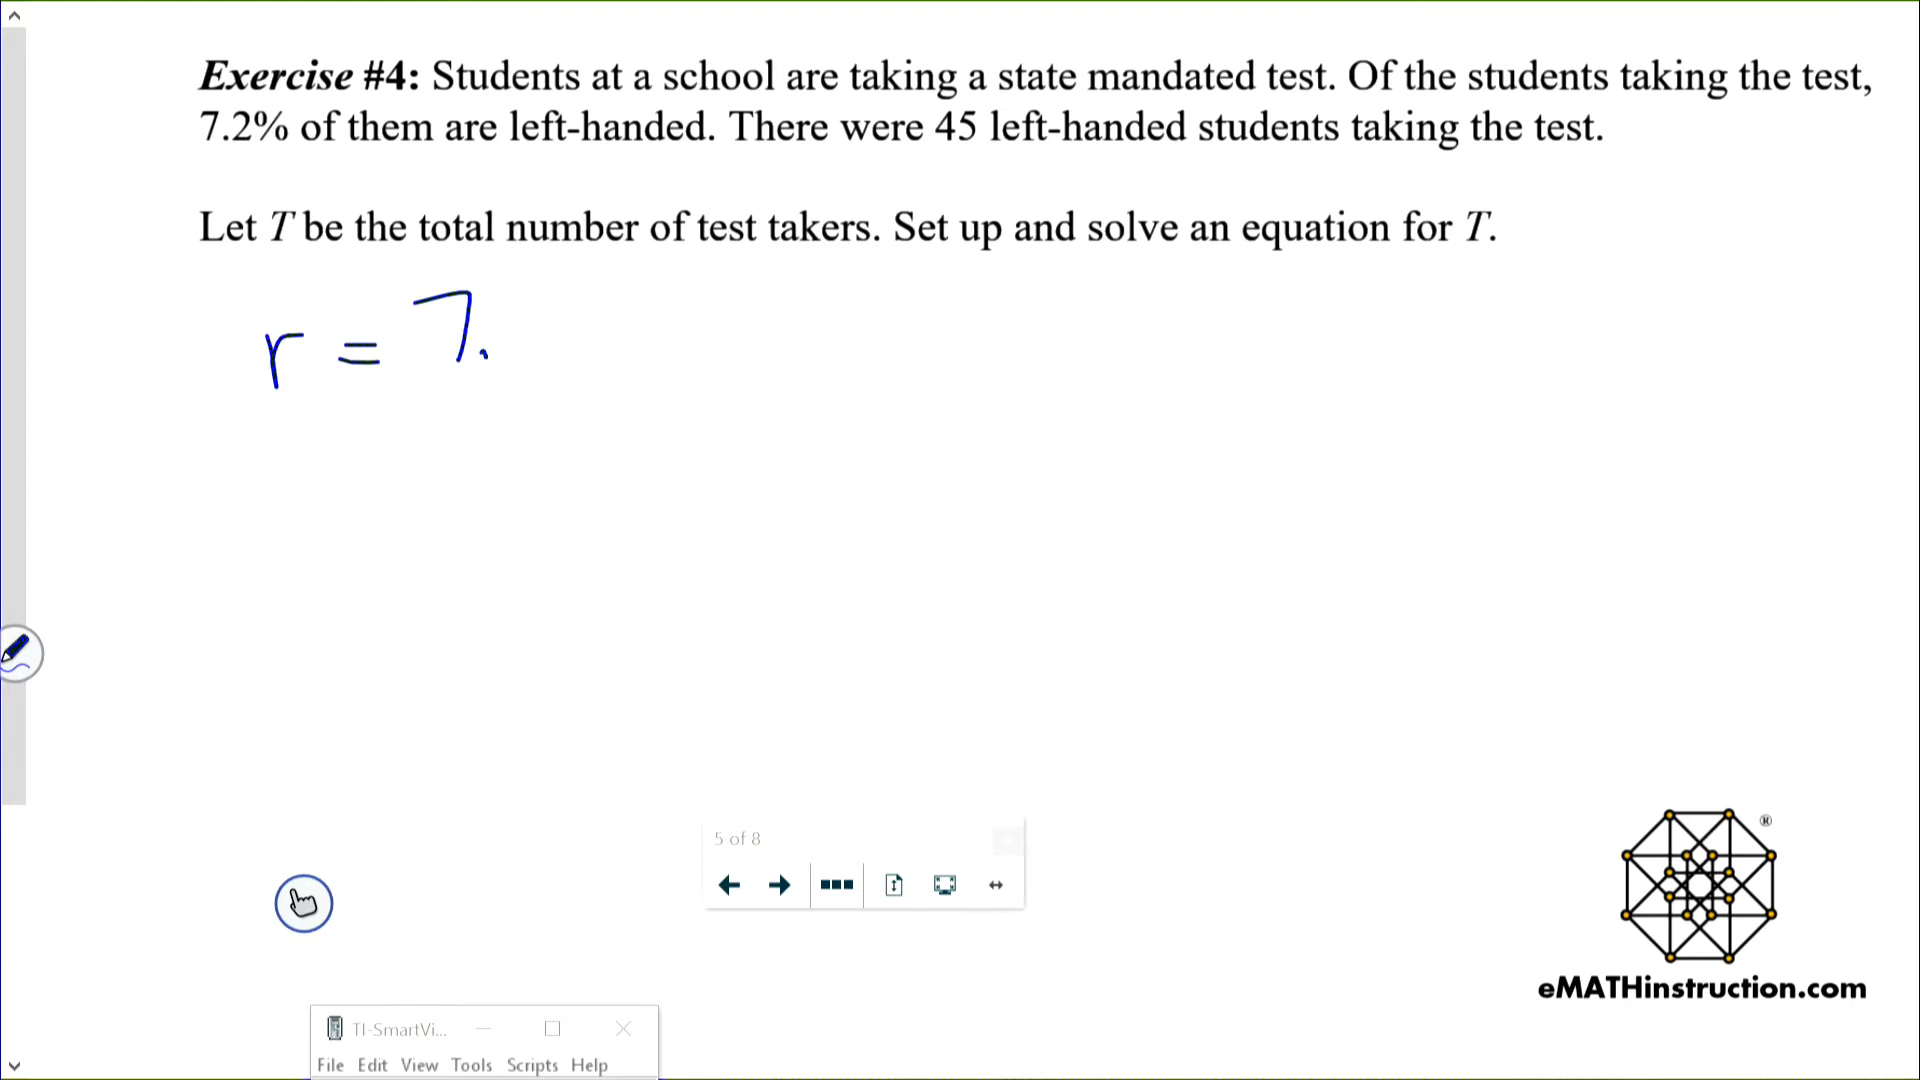 Exercise #4: Students at a school are taking a state mandated test. Of the students taking the test,
7.2% of them are left-handed. There were 45 left-handed students taking the test.
Let T be the total number of test takers. Set up and solve an equation for T.
r = 7.
5 of 8
®
eMATHinstruction.com
TI-SmartVi...
File Edit View Tools Scripts Help